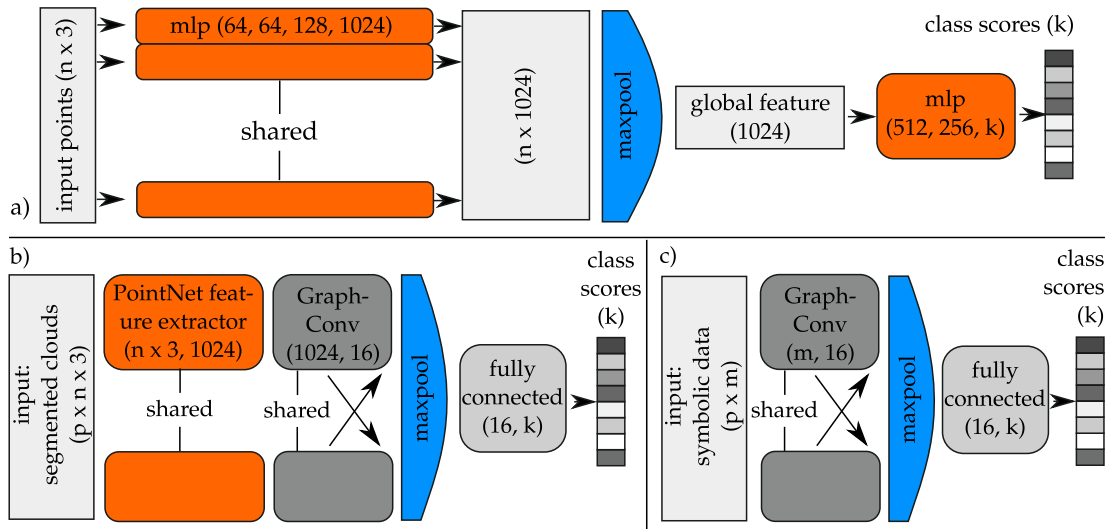 input points (n x 3)
mlp (64, 64, 128, 1024)
shared
(n x 1024)
maxpool
global feature
(1024)
mlp
(512, 256, k)
class scores (k)
a)
b)
input:
segmented clouds
(p x n x 3)
PointNet feat-
ure extractor
(n x 3, 1024)
shared
Graph-
Conv
(1024, 16)
shared
maxpool
fully
connected
(16, k)
class
scores
(k)
c)
input:
symbolic data
(p x m)
Graph-
Conv
(m, 16)
shared
maxpool
fully
connected
(16, k)
class
scores
(k)